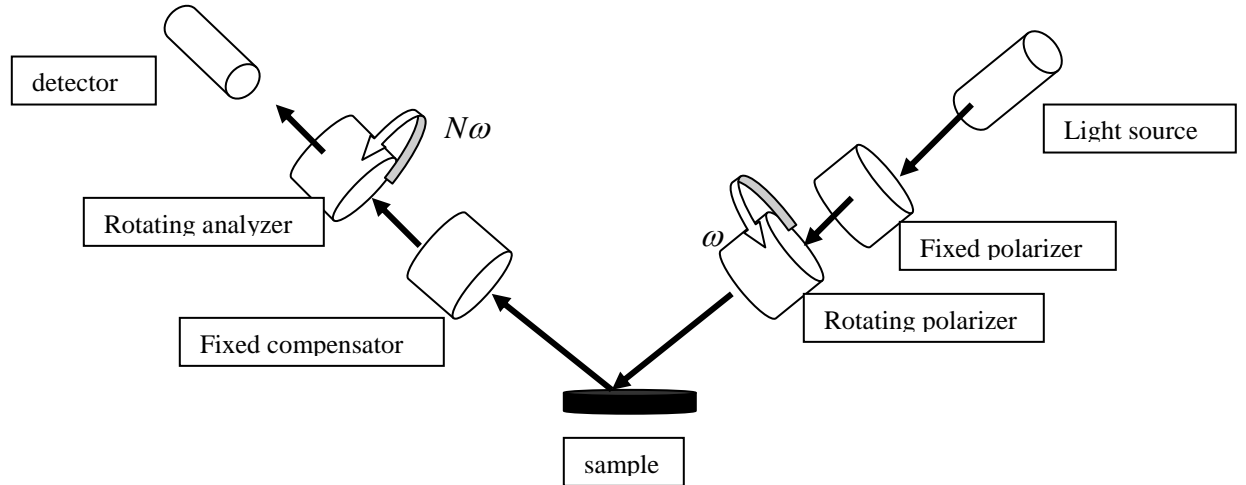 detector
Nω
Light source
Rotating analyzer
ω
Fixed polarizer
Rotating polarizer
Fixed compensator
sample